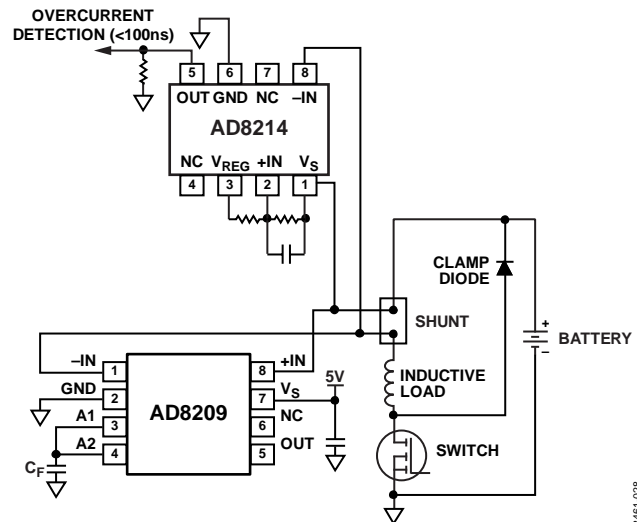 OVERCURRENT
DETECTION (<100ns)
5 6 7 8
OUT GND NC –IN
AD8214
NC VREG +IN VS
4 3 2 1
CLAMP
DIODE
SHUNT
+
–
BATTERY
INDUCTIVE
LOAD
SWITCH
–IN 1
GND 2
A1 3
A2 4
CF
AD8209
8 +IN
7 VS
6 NC
5 OUT
5V